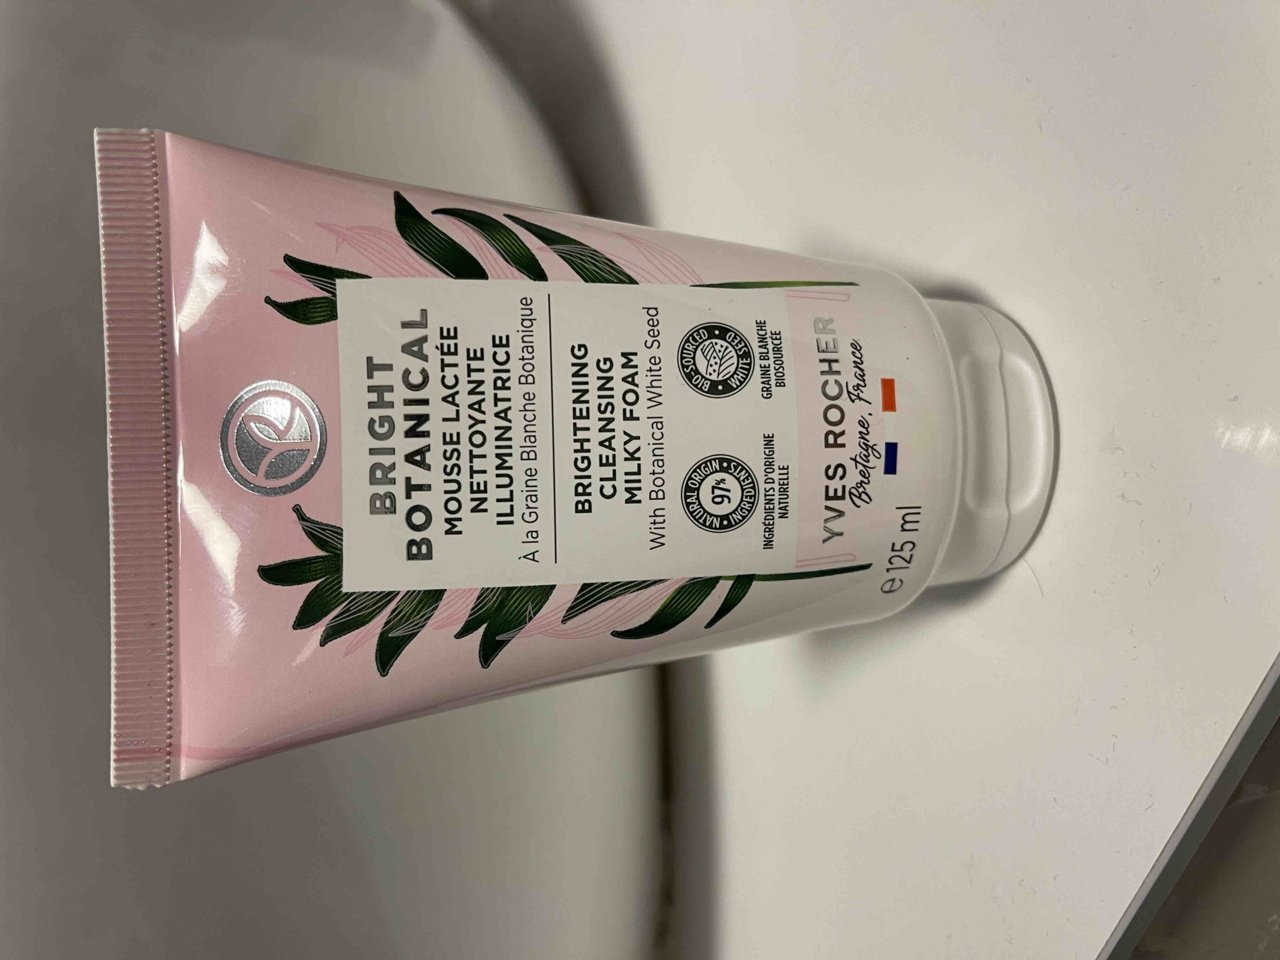 BRIGHT
BOTANICAL
MOUSSE LACTÉE
NETTOYANTE
ILLUMINATRICE
À la Graine Blanche Botanique
BRIGHTENING
CLEANSING
MILKY FOAM
With Botanical White Seed
NATURAL ORIGIN
97%
INGREDIENTS
INGRÉDIENTS D'ORIGINE
NATURELLE
BIO-SOURCED
WHITE SEED
GRAINE BLANCHE
BIOSOURCÉE
YVES ROCHER
Bretagne, France
e 125 ml